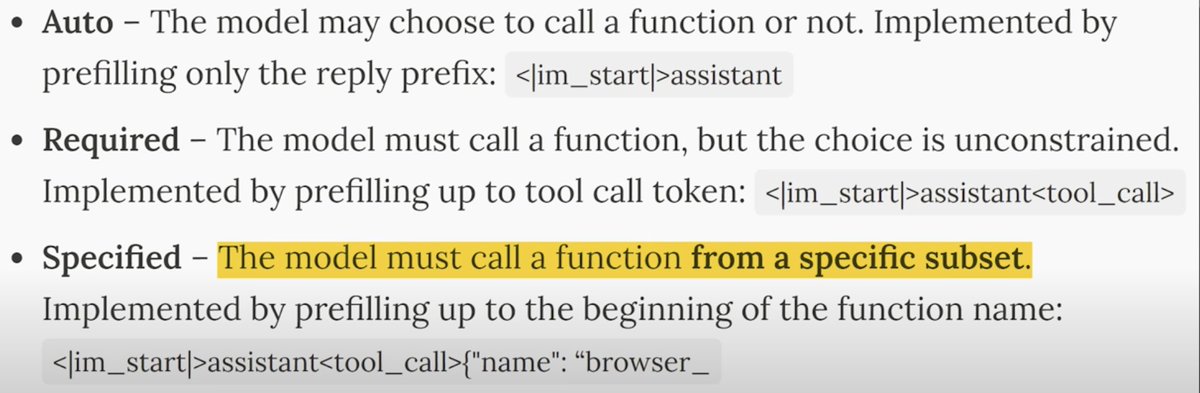 • Auto – The model may choose to call a function or not. Implemented by
prefilling only the reply prefix: <|im_start|>assistant
• Required – The model must call a function, but the choice is unconstrained.
Implemented by prefilling up to tool call token: <|im_start|>assistant<tool_call>
• Specified – The model must call a function from a specific subset.
Implemented by prefilling up to the beginning of the function name:
<|im_start|>assistant<tool_call>{"name": “browser_